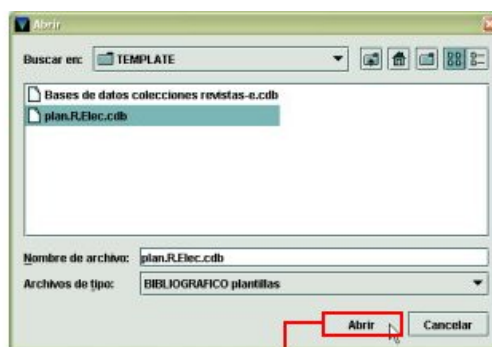 Abrir
Buscar en: TEMPLATE
Bases de datos colecciones revistas-e.cdb
plan.R.Elec.cdb
Nombre de archivo: plan.R.Elec.cdb
Archivos de tipo: BIBLIOGRAFICO plantillas
Abrir Cancelar